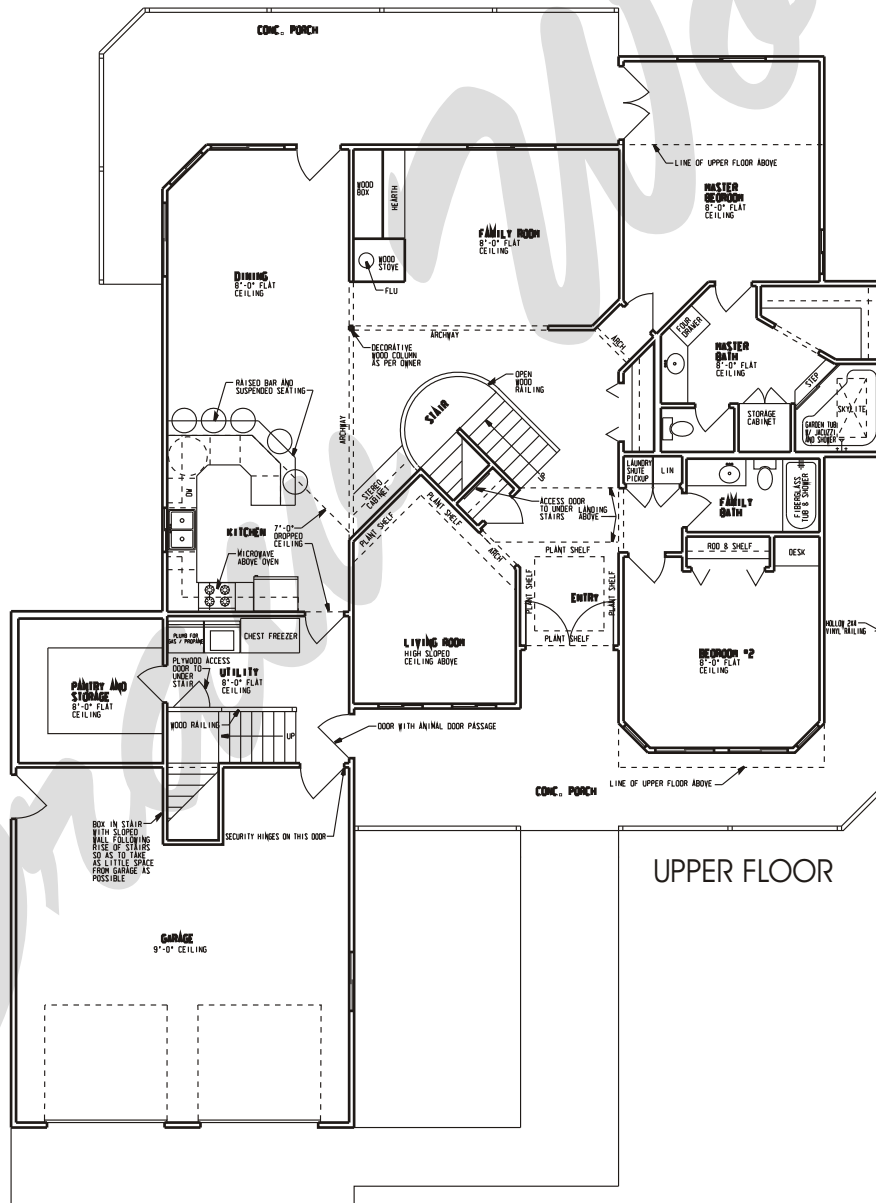 CONC. PORCH
LINE OF UPPER FLOOR ABOVE
MASTER
BEDROOM
8'-0" FLAT
CEILING
WOOD
BOX
HEARTH
FAMILY ROOM
8'-0" FLAT
CEILING
WOOD
STOVE
FLU
DINING
8'-0" FLAT
CEILING
ARCHWAY
DECORATIVE
WOOD COLUMN
AS PER OWNER
ARCH
FOUR
DRAWER
MASTER
BATH
8'-0" FLAT
CEILING
STEP
SKYLITE
GARDEN TUB
W/ JACUZZI
AND SHOWER
STORAGE
CABINET
RAISED BAR AND
SUSPENDED SEATING
ARCHWAY
OPEN
WOOD
RAILING
STAIR
UP
STEREO
CABINET
LAUNDRY
SHUTE
PICKUP
LIN
FAMILY
BATH
FIBERGLASS
TUB & SHOWER
DW
KITCHEN
7'-0"
DROPPED
CEILING
MICROWAVE
ABOVE OVEN
PLANT SHELF
PLANT SHELF
ARCH
ACCESS DOOR
TO UNDER
STAIRS
LANDING
ABOVE
PLANT SHELF
PLANT SHELF
ENTRY
PLANT SHELF
PLANT SHELF
ROD & SHELF
DESK
HOLLOW 2X4
VINYL RAILING
LIVING ROOM
HIGH SLOPED
CEILING ABOVE
BEDROOM #2
8'-0" FLAT
CEILING
PLUMB FOR
GAS / PROPANE
CHEST FREEZER
PLYWOOD ACCESS
DOOR TO
UNDER
STAIR
UTILITY
8'-0" FLAT
CEILING
PANTRY AND
STORAGE
8'-0" FLAT
CEILING
WOOD RAILING
UP
DOOR WITH ANIMAL DOOR PASSAGE
LINE OF UPPER FLOOR ABOVE
CONC. PORCH
BOX IN STAIR
WITH SLOPED
WALL FOLLOWING
RISE OF STAIRS
SO AS TO TAKE
AS LITTLE SPACE
FROM GARAGE AS
POSSIBLE
SECURITY HINGES ON THIS DOOR
UPPER FLOOR
GARAGE
9'-0" CEILING